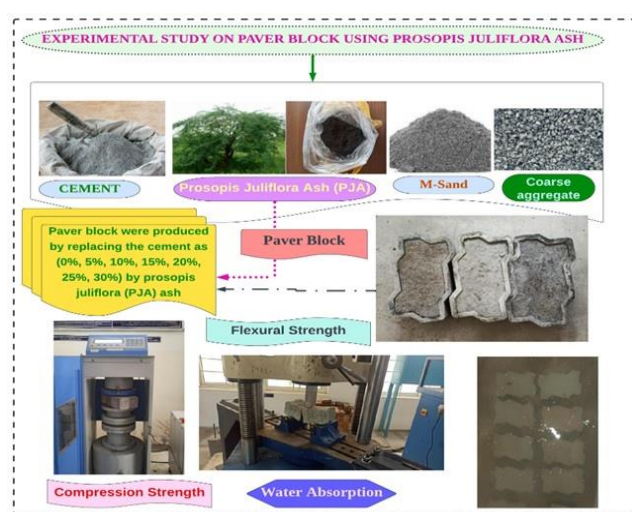 EXPERIMENTAL STUDY ON PAVER BLOCK USING PROSOPIS JULIFLORA ASH
CEMENT
Prosopis Juliflora Ash (PJA)
M-Sand
Coarse
aggregate
Paver block were produced
by replacing the cement as
(0%, 5%, 10%, 15%, 20%,
25%, 30%) by prosopis
juliflora (PJA) ash
Paver Block
Flexural Strength
Compression Strength
Water Absorption